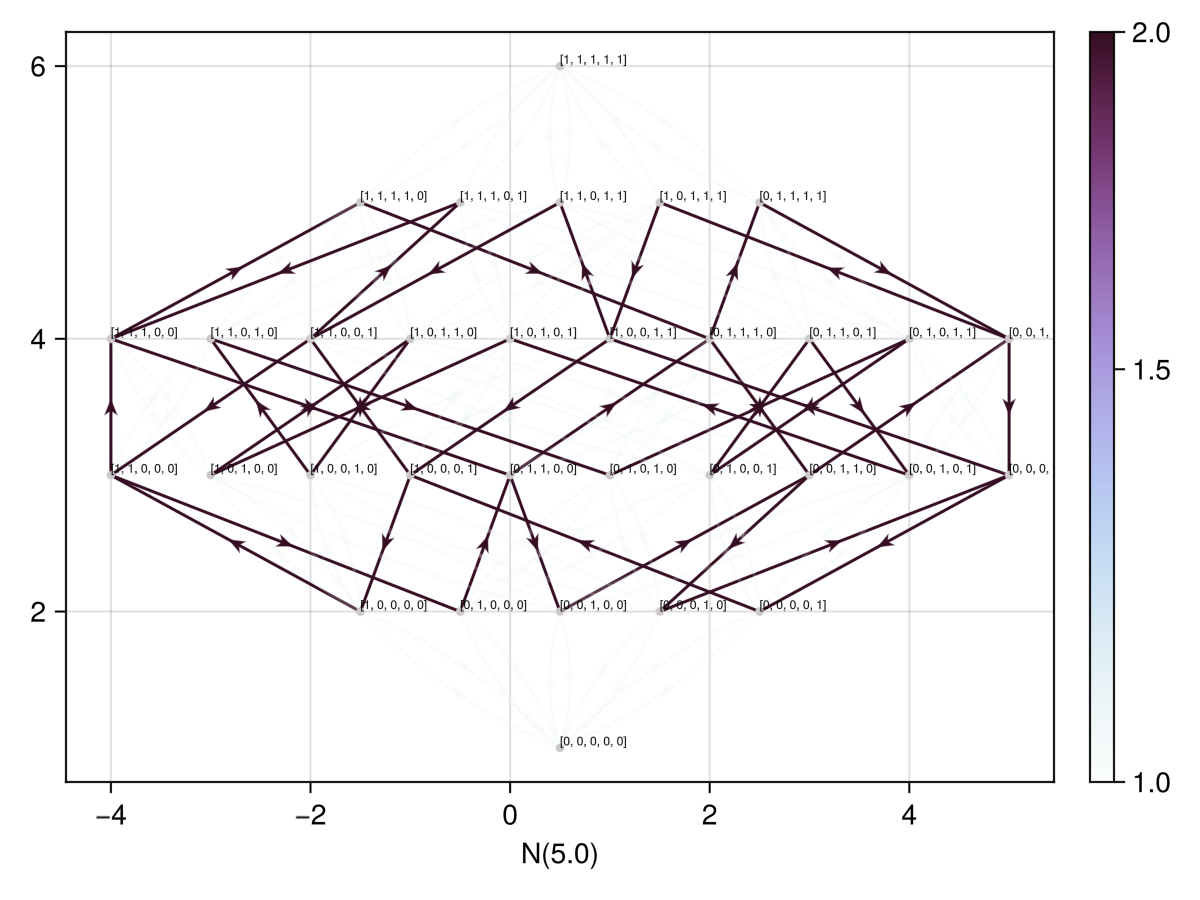 2.0
[1, 1, 1, 1, 1]
6
[1, 1, 1, 1, 0] [1, 1, 1, 0, 1] [1, 1, 0, 1, 1] [1, 0, 1, 1, 1] [0, 1, 1, 1, 1]
4 [1, 1, 1, 0, 0] [1, 1, 0, 1, 0] [1, 1, 0, 0, 1] [1, 0, 1, 1, 0] [1, 0, 1, 0, 1] [1, 0, 0, 1, 1] [0, 1, 1, 1, 0] [0, 1, 1, 0, 1] [0, 1, 0, 1, 1] [0, 0, 1,
1.5
[1, 1, 0, 0, 0] [1, 0, 1, 0, 0] [1, 0, 0, 1, 0] [1, 0, 0, 0, 1] [0, 1, 1, 0, 0] [0, 1, 0, 1, 0] [0, 1, 0, 0, 1] [0, 0, 1, 1, 0] [0, 0, 1, 0, 1] [0, 0, 0,
2 [1, 0, 0, 0, 0] [0, 1, 0, 0, 0] [0, 0, 1, 0, 0] [0, 0, 0, 1, 0] [0, 0, 0, 0, 1]
[0, 0, 0, 0, 0]
1.0
−4 −2 0 2 4
N(5.0)